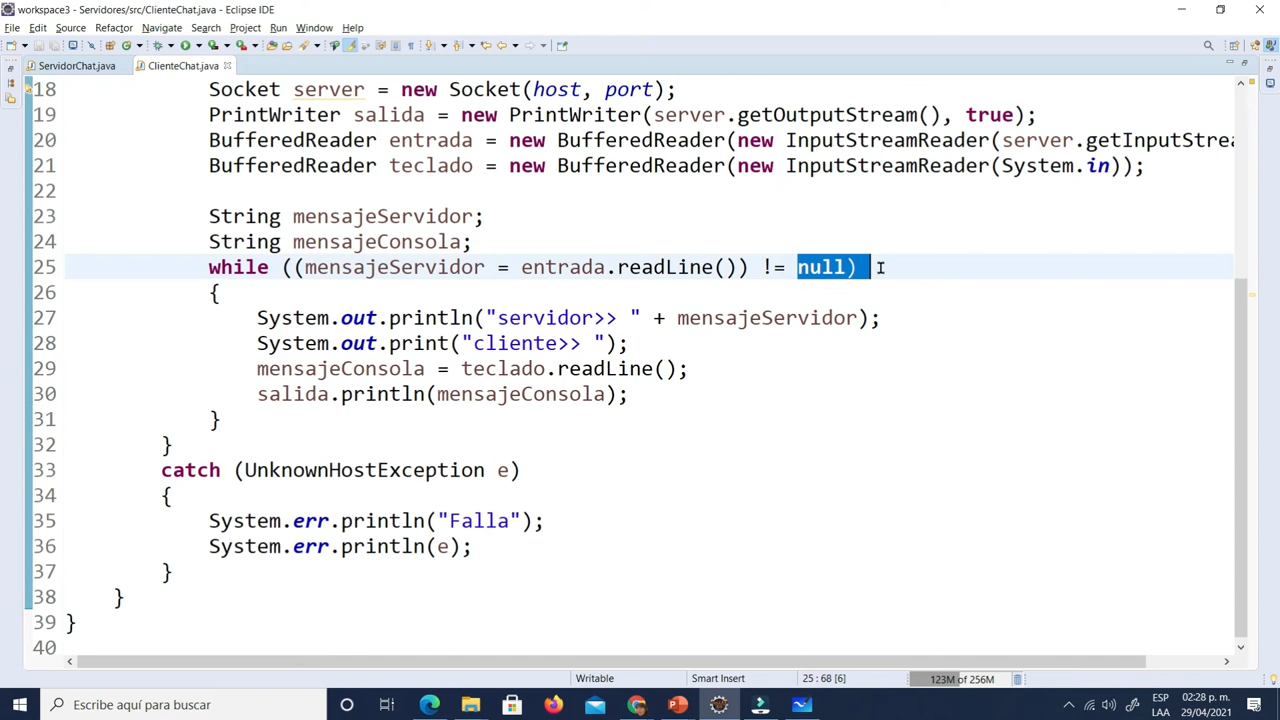 workspace3 - Servidores/src/ClienteChat.java - Eclipse IDE
File Edit Source Refactor Navigate Search Project Run Window Help
ServidorChat.java ClienteChat.java
18 Socket server = new Socket(host, port);
19 PrintWriter salida = new PrintWriter(server.getOutputStream(), true);
20 BufferedReader entrada = new BufferedReader(new InputStreamReader(server.getInputStrea
21 BufferedReader teclado = new BufferedReader(new InputStreamReader(System.in));
22
23 String mensajeServidor;
24 String mensajeConsola;
25 while ((mensajeServidor = entrada.readLine()) != null)
26 {
27 System.out.println("servidor>> " + mensajeServidor);
28 System.out.print("cliente>> ");
29 mensajeConsola = teclado.readLine();
30 salida.println(mensajeConsola);
31 }
32 }
33 catch (UnknownHostException e)
34 {
35 System.err.println("Falla");
36 System.err.println(e);
37 }
38 }
39 }
40
Writable Smart Insert 25 : 68 [6] 123M of 256M
Escribe aquí para buscar
ESP 02:28 p. m.
LAA 29/04/2021